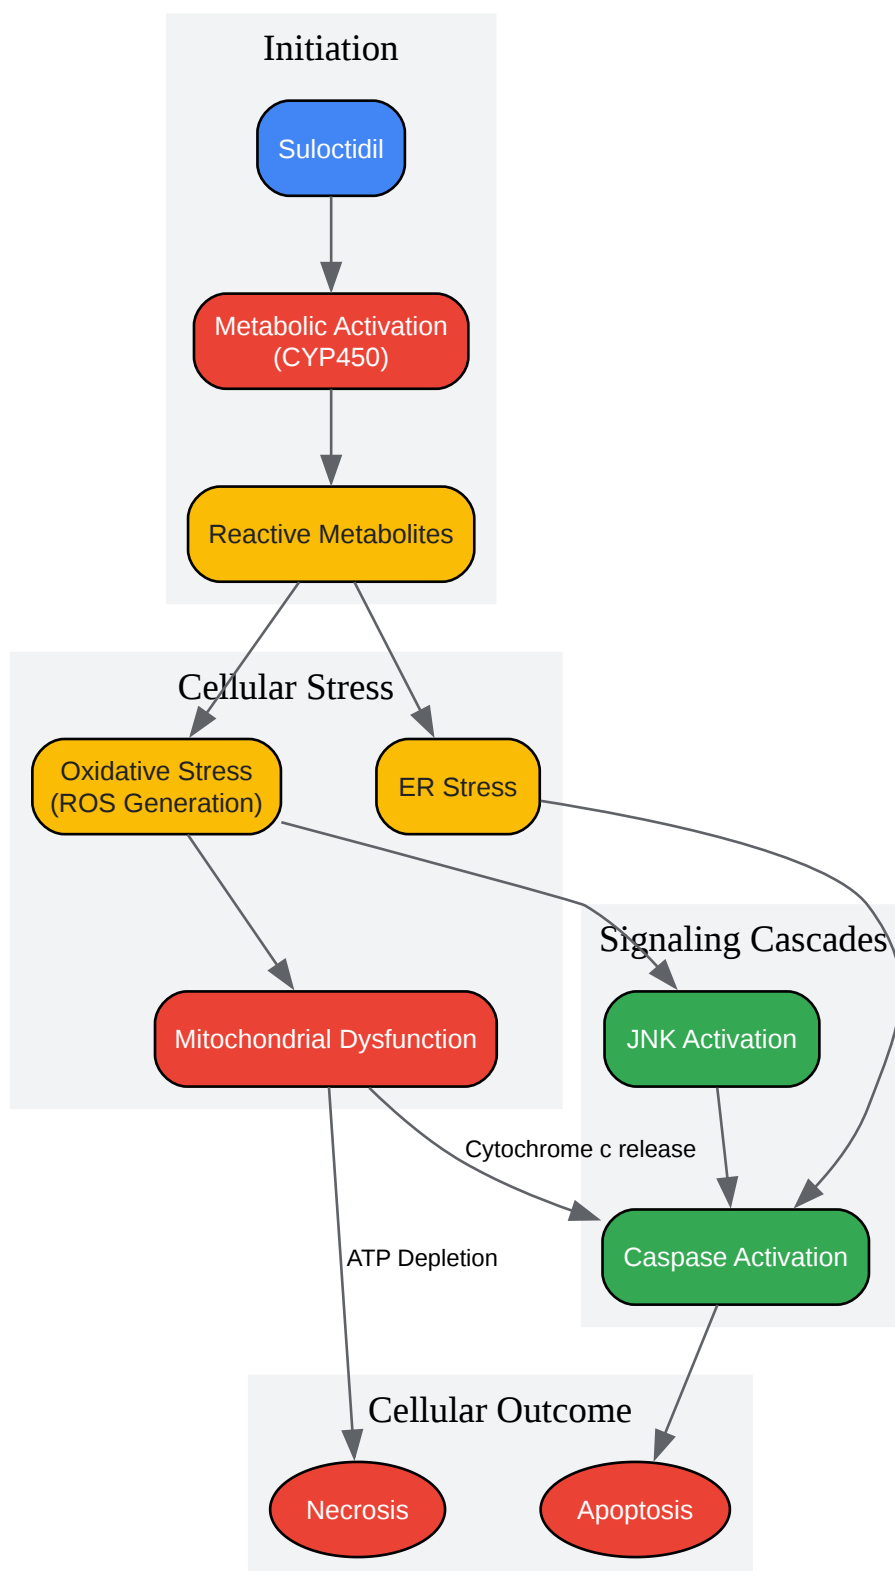 Initiation
Suloctidil
Metabolic Activation
(CYP450)
Reactive Metabolites
Cellular Stress
Oxidative Stress
(ROS Generation)
ER Stress
Signaling Cascades
Mitochondrial Dysfunction
JNK Activation
Cytochrome c release
ATP Depletion
Caspase Activation
Cellular Outcome
Necrosis
Apoptosis